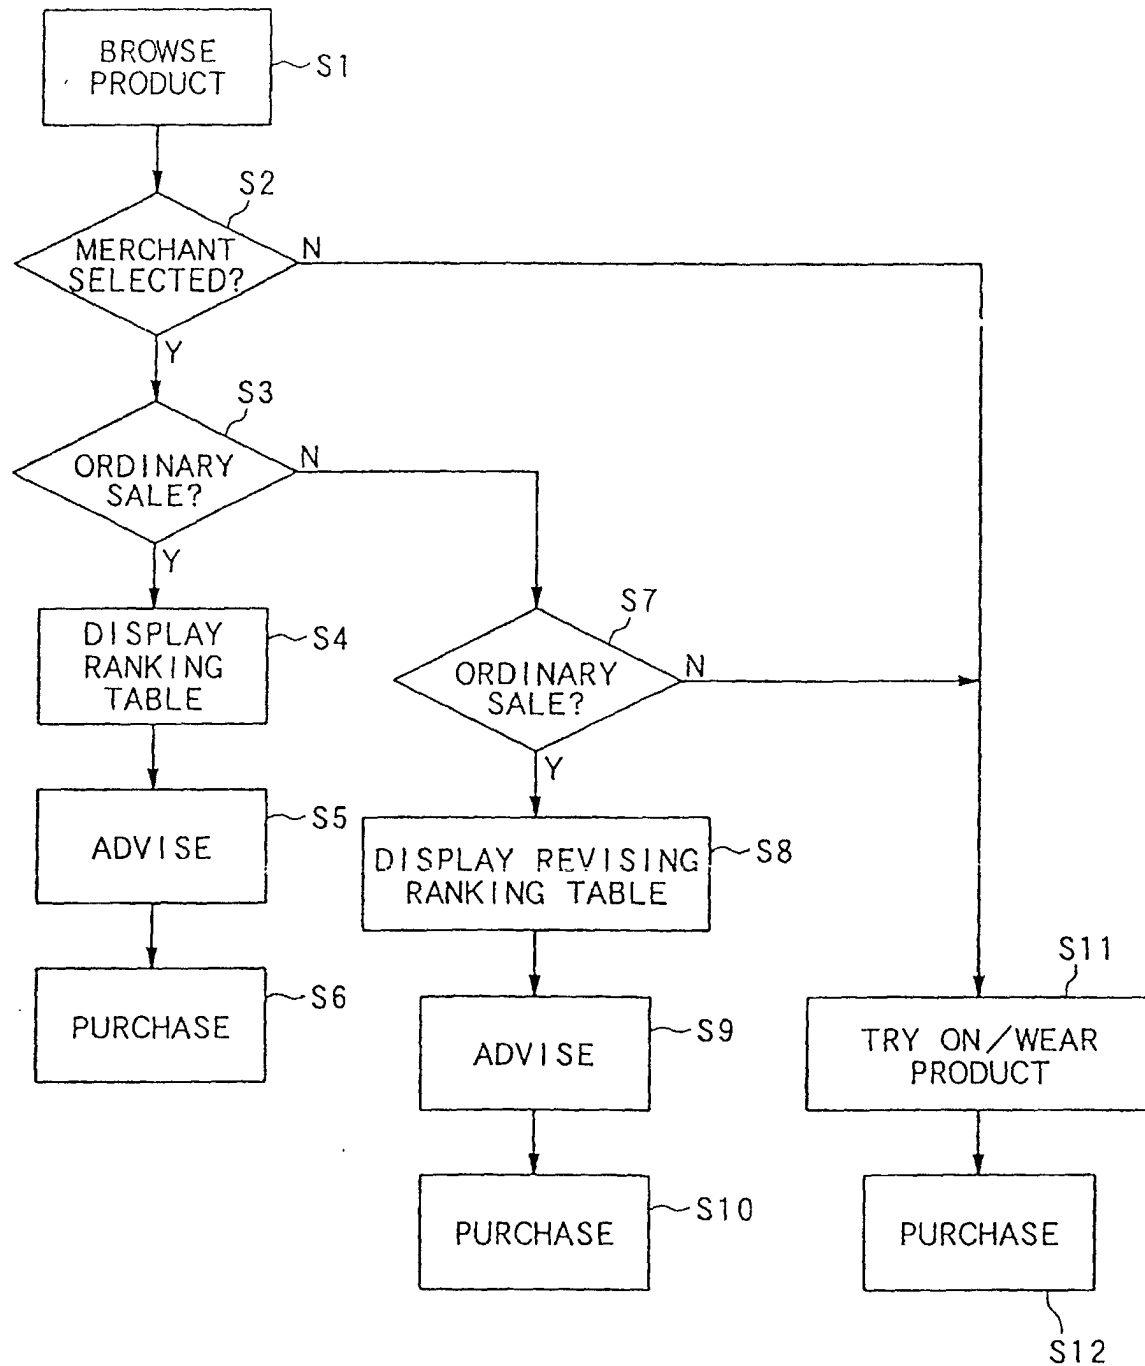 BROWSE
PRODUCT
S1
S2
MERCHANT
SELECTED?
N
Y
S3
ORDINARY
SALE?
N
Y
DISPLAY
RANKING
TABLE
S4
S7
ORDINARY
SALE?
N
Y
ADVISE
S5
DISPLAY REVISING
RANKING TABLE
S8
PURCHASE
S6
ADVISE
S9
S11
TRY ON/WEAR
PRODUCT
PURCHASE
S10
PURCHASE
S12